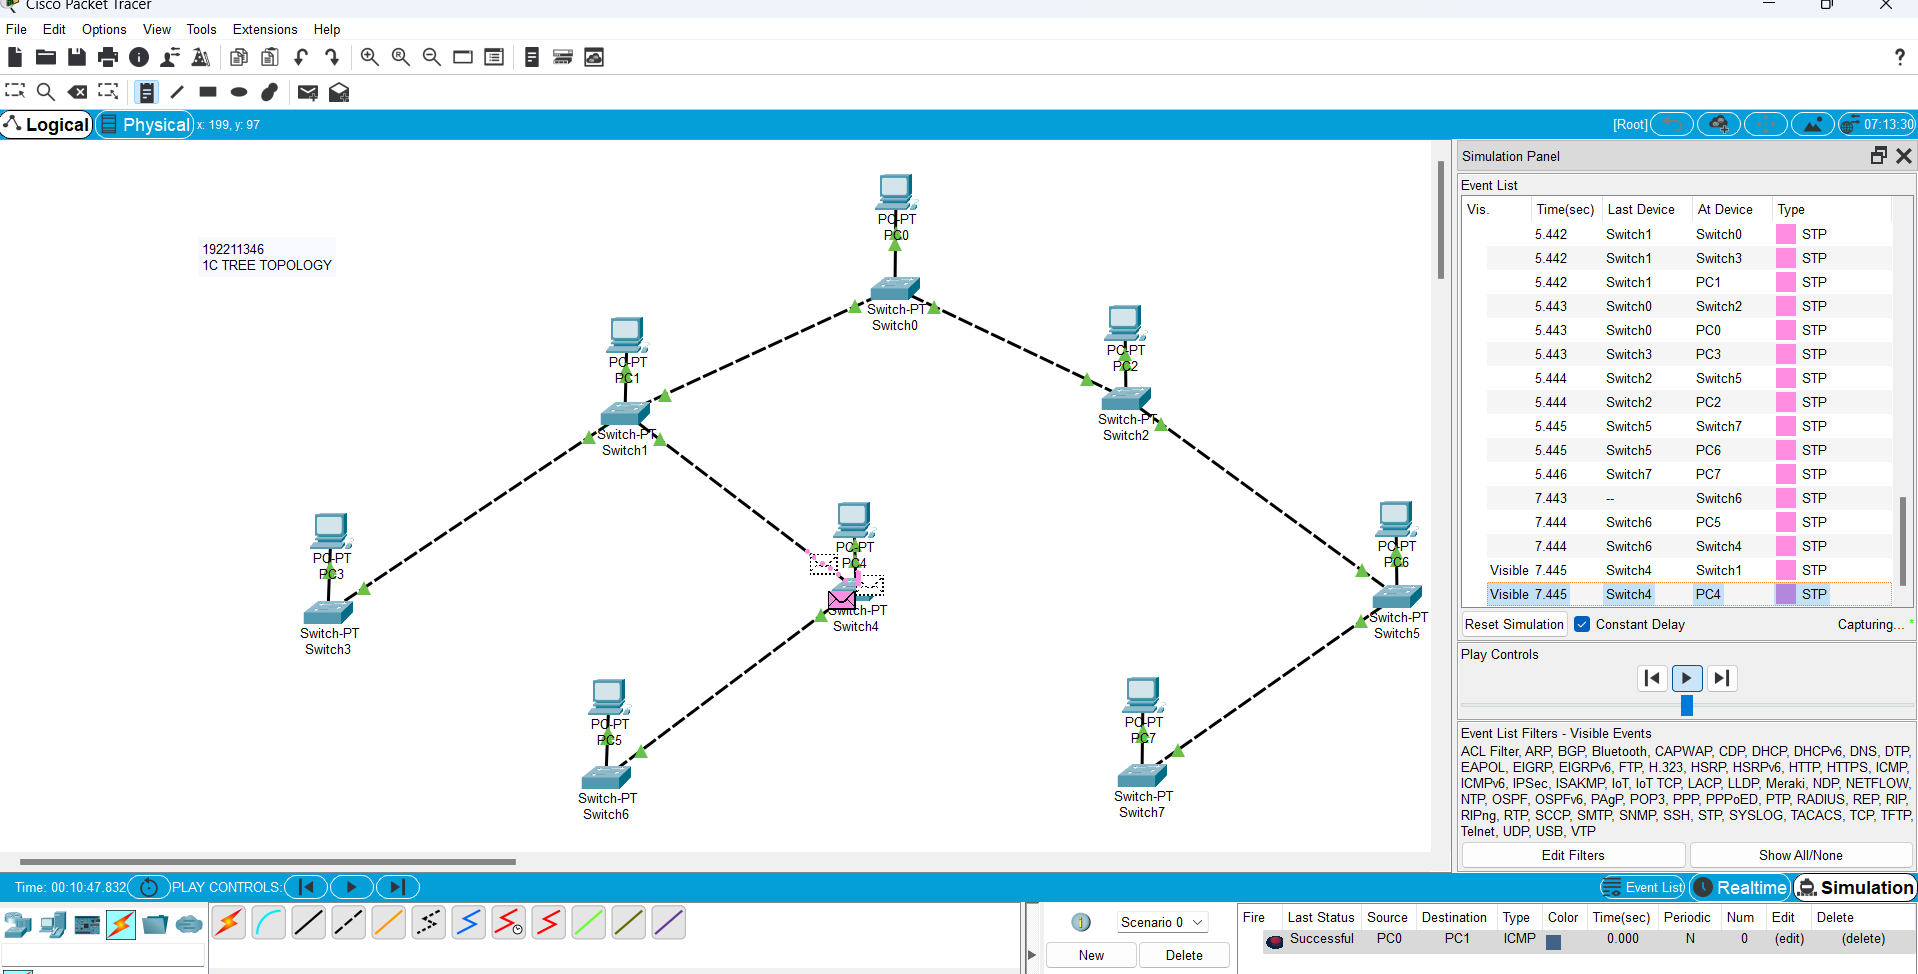 Cisco Packet Tracer
File Edit Options View Tools Extensions Help
Logical Physical x: 199, y: 97 [Root] 07:13:30
192211346
1C TREE TOPOLOGY
PC-PT
PC0
Switch-PT
Switch0
PC-PT
PC1
Switch-PT
Switch1
PC-PT
PC2
Switch-PT
Switch2
PC-PT
PC3
Switch-PT
Switch3
PC-PT
PC4
Switch-PT
Switch4
PC-PT
PC6
Switch-PT
Switch5
PC-PT
PC5
Switch-PT
Switch6
PC-PT
PC7
Switch-PT
Switch7
Simulation Panel
Event List
Vis. Time(sec) Last Device At Device Type
5.442 Switch1 Switch0 STP
5.442 Switch1 Switch3 STP
5.442 Switch1 PC1 STP
5.443 Switch0 Switch2 STP
5.443 Switch0 PC0 STP
5.443 Switch3 PC3 STP
5.444 Switch2 Switch5 STP
5.444 Switch2 PC2 STP
5.445 Switch5 Switch7 STP
5.445 Switch5 PC6 STP
5.446 Switch7 PC7 STP
7.443 -- Switch6 STP
7.444 Switch6 PC5 STP
7.444 Switch6 Switch4 STP
Visible 7.445 Switch4 Switch1 STP
Visible 7.445 Switch4 PC4 STP
Reset Simulation Constant Delay Capturing...
Play Controls
Event List Filters - Visible Events
ACL Filter, ARP, BGP, Bluetooth, CAPWAP, CDP, DHCP, DHCPv6, DNS, DTP,
EAPOL, EIGRP, EIGRPv6, FTP, H.323, HSRP, HSRPv6, HTTP, HTTPS, ICMP,
ICMPv6, IPSec, ISAKMP, IoT, IoT TCP, LACP, LLDP, Meraki, NDP, NETFLOW,
NTP, OSPF, OSPFv6, PAgP, POP3, PPP, PPPoED, PTP, RADIUS, REP, RIP,
RIPng, RTP, SCCP, SMTP, SNMP, SSH, STP, SYSLOG, TACACS, TCP, TFTP,
Telnet, UDP, USB, VTP
Edit Filters Show All/None
Time: 00:10:47.832 PLAY CONTROLS: Event List Realtime Simulation
Scenario 0
New Delete
Fire Last Status Source Destination Type Color Time(sec) Periodic Num Edit Delete
Successful PC0 PC1 ICMP 0.000 N 0 (edit) (delete)